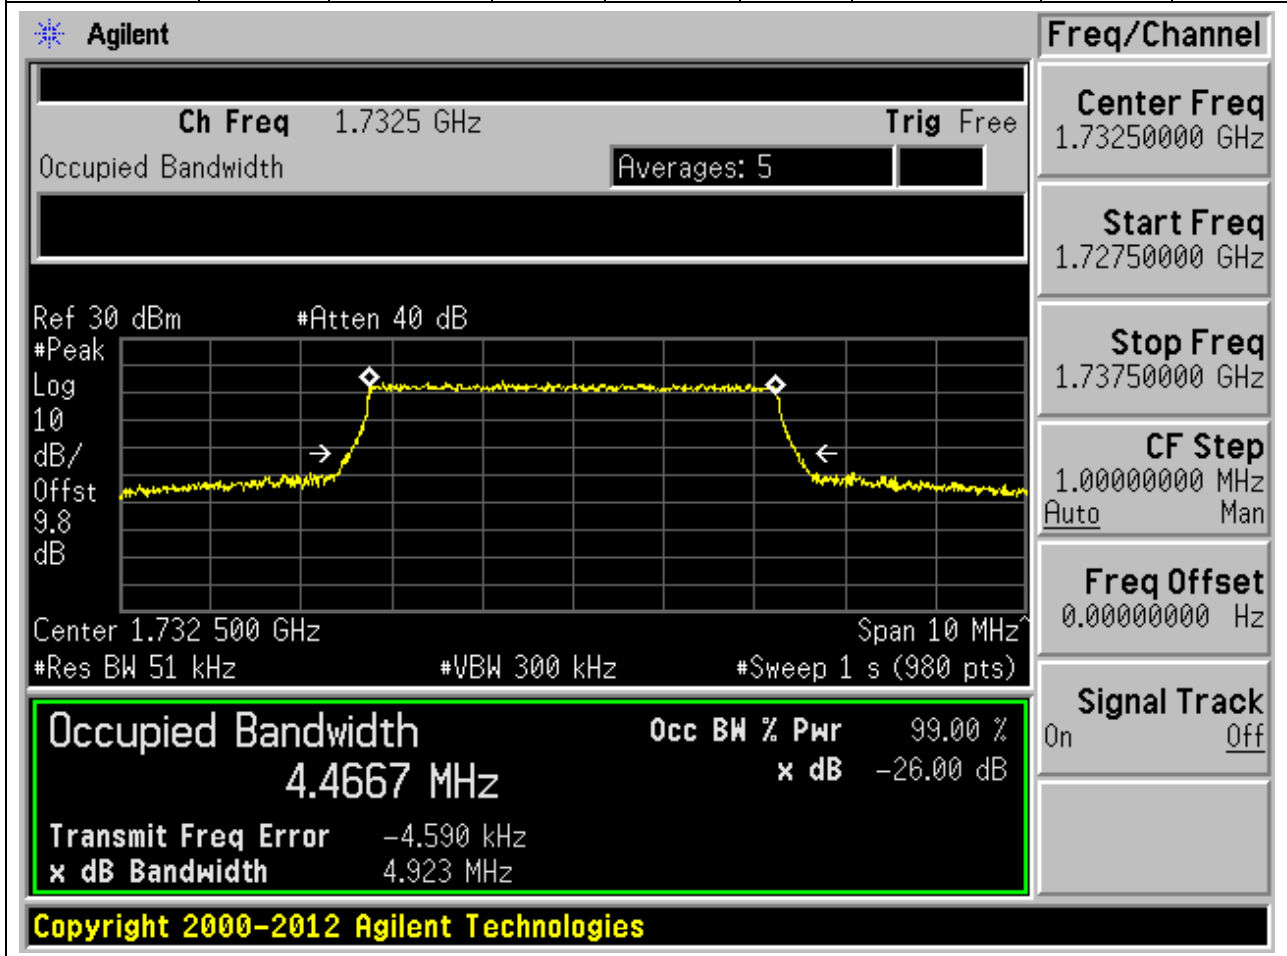 Agilent
Freq/Channel
Ch Freq 1.7325 GHz Trig Free
Occupied Bandwidth Averages: 5
Center Freq
1.73250000 GHz
Start Freq
1.72750000 GHz
Stop Freq
1.73750000 GHz
CF Step
1.00000000 MHz
Auto Man
Freq Offset
0.00000000 Hz
Signal Track
On Off
Ref 30 dBm #Atten 40 dB
#Peak
Log
10
dB/
Offst
9.8
dB
Center 1.732 500 GHz Span 10 MHz^
#Res BW 51 kHz #VBW 300 kHz #Sweep 1 s (980 pts)
Occupied Bandwidth
4.4667 MHz
Occ BW % Pwr 99.00 %
x dB -26.00 dB
Transmit Freq Error -4.590 kHz
x dB Bandwidth 4.923 MHz
Copyright 2000-2012 Agilent Technologies